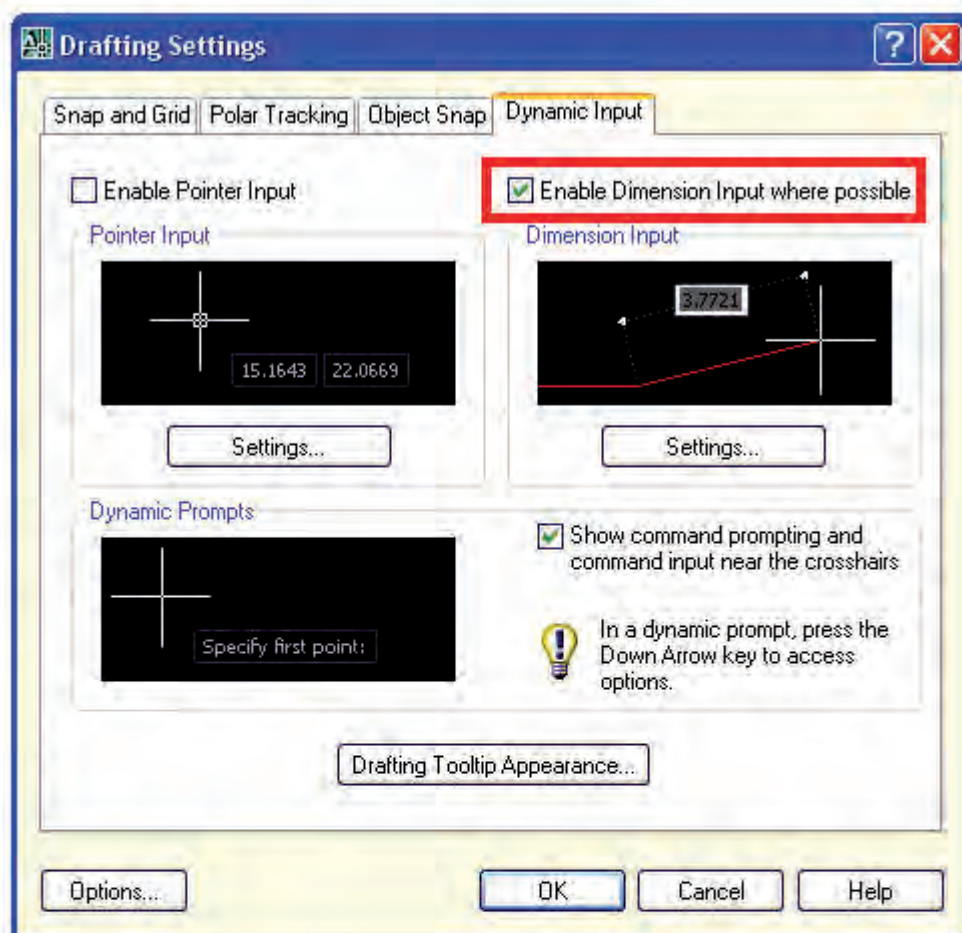 Drafting Settings
Snap and Grid Polar Tracking Object Snap Dynamic Input
Enable Pointer Input
Enable Dimension Input where possible
Pointer Input
Dimension Input
15.1643 22.0669
3.7721
Settings...
Settings...
Dynamic Prompts
Specify first point:
Show command prompting and
command input near the crosshairs
In a dynamic prompt, press the
Down Arrow key to access
options.
Drafting Tooltip Appearance...
Options...
OK
Cancel
Help